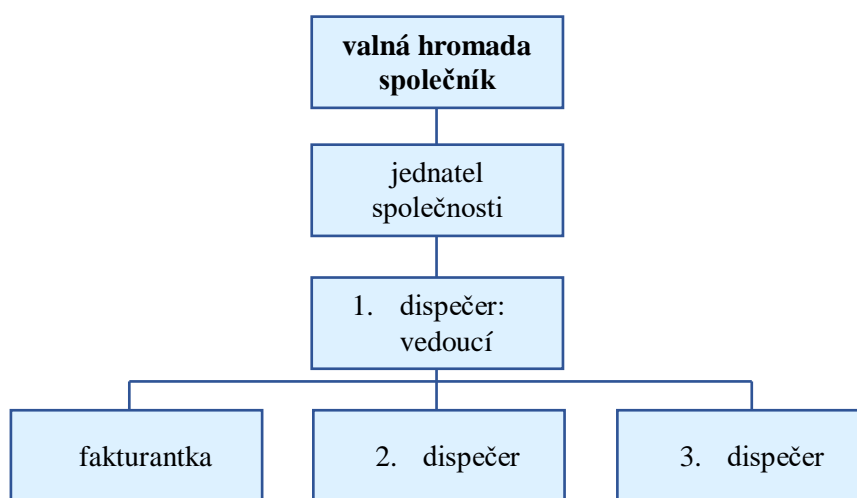 valná hromada
společník
jednatel
společnosti
1. dispečer:
vedoucí
fakturantka
2. dispečer
3. dispečer